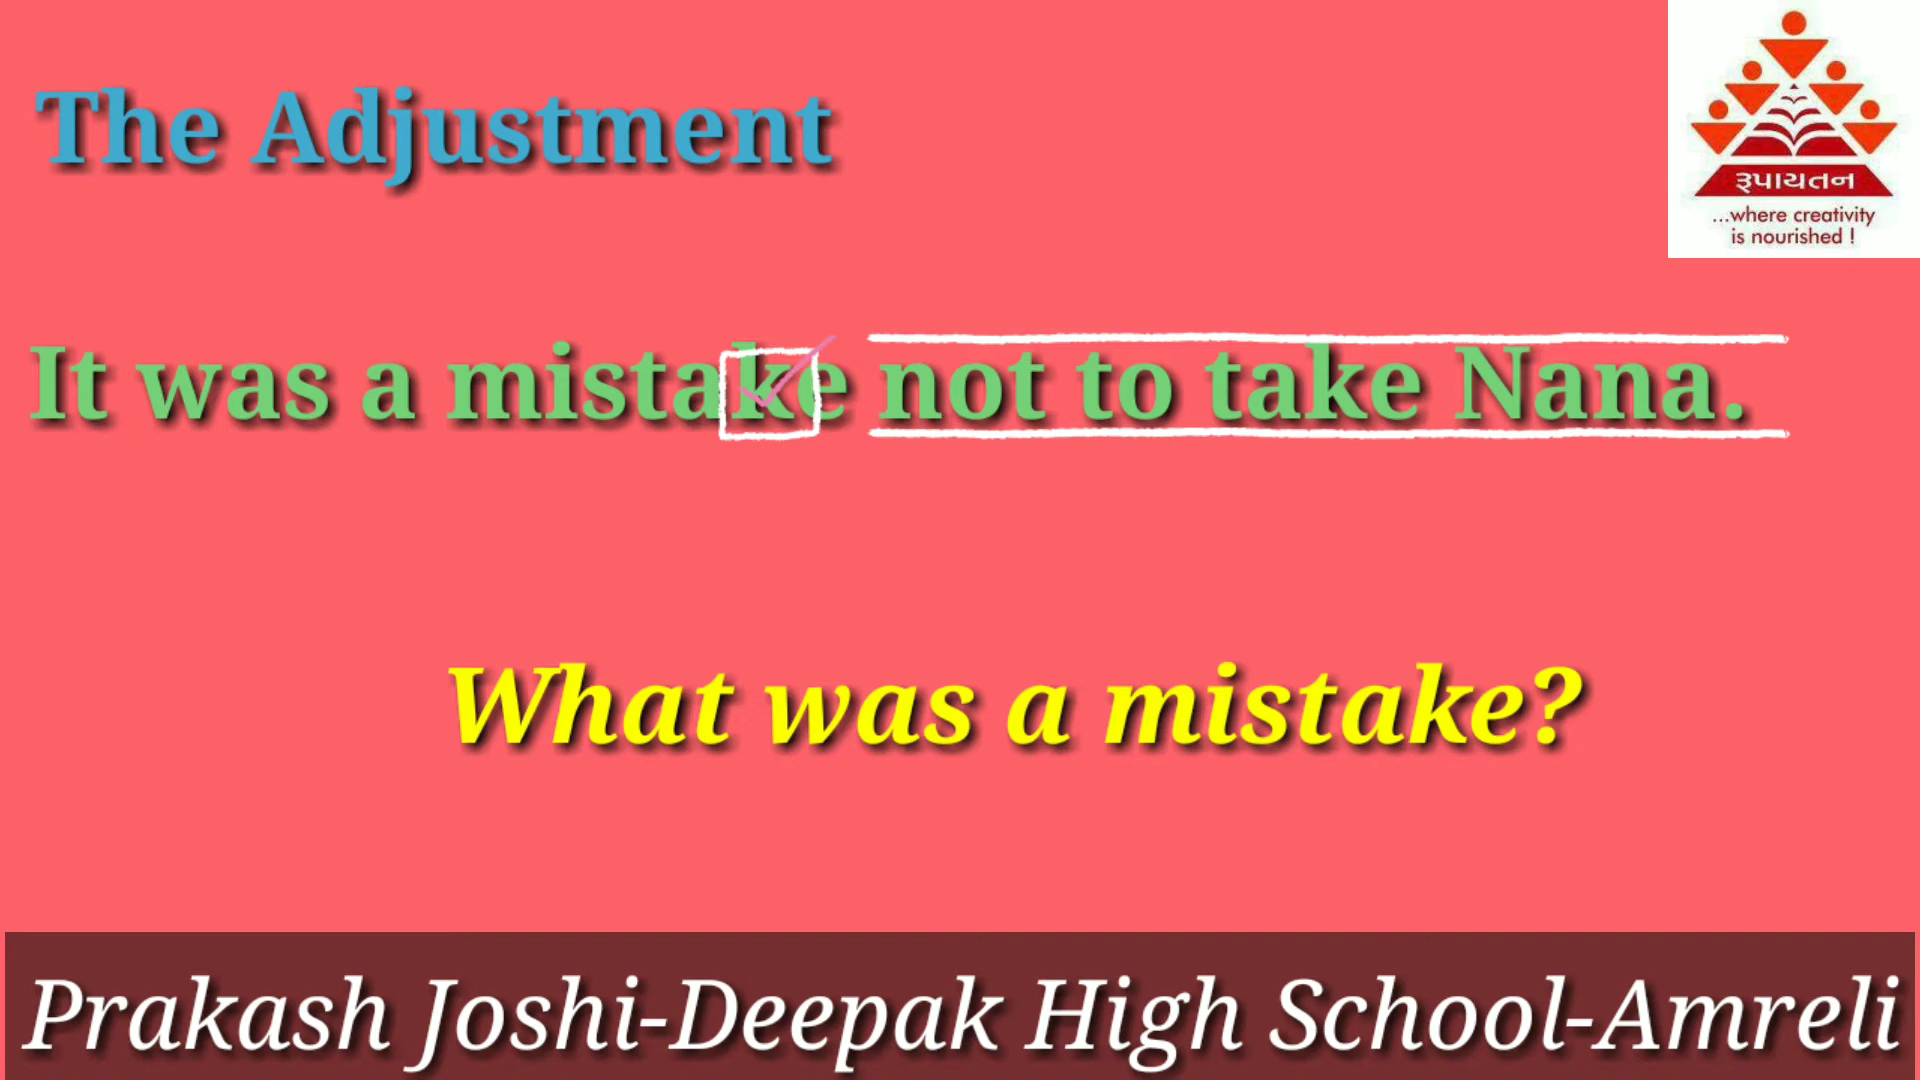 The Adjustment
રૂપાયતન
...where creativity
is nourished !
It was a mistake not to take Nana.
What was a mistake?
Prakash Joshi-Deepak High School-Amreli